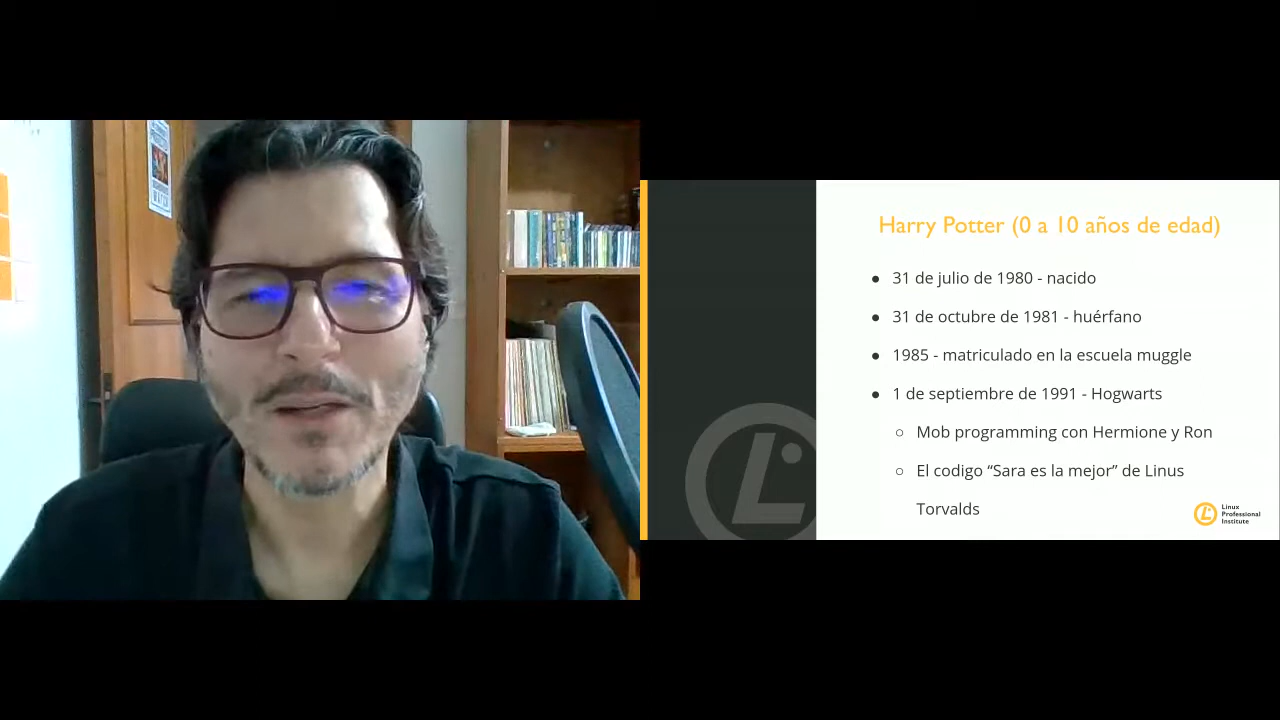 Harry Potter (0 a 10 años de edad)
● 31 de julio de 1980 - nacido
● 31 de octubre de 1981 - huérfano
● 1985 - matriculado en la escuela muggle
● 1 de septiembre de 1991 - Hogwarts
○ Mob programming con Hermione y Ron
○ El codigo “Sara es la mejor” de Linus
Torvalds
Linux
Professional
Institute